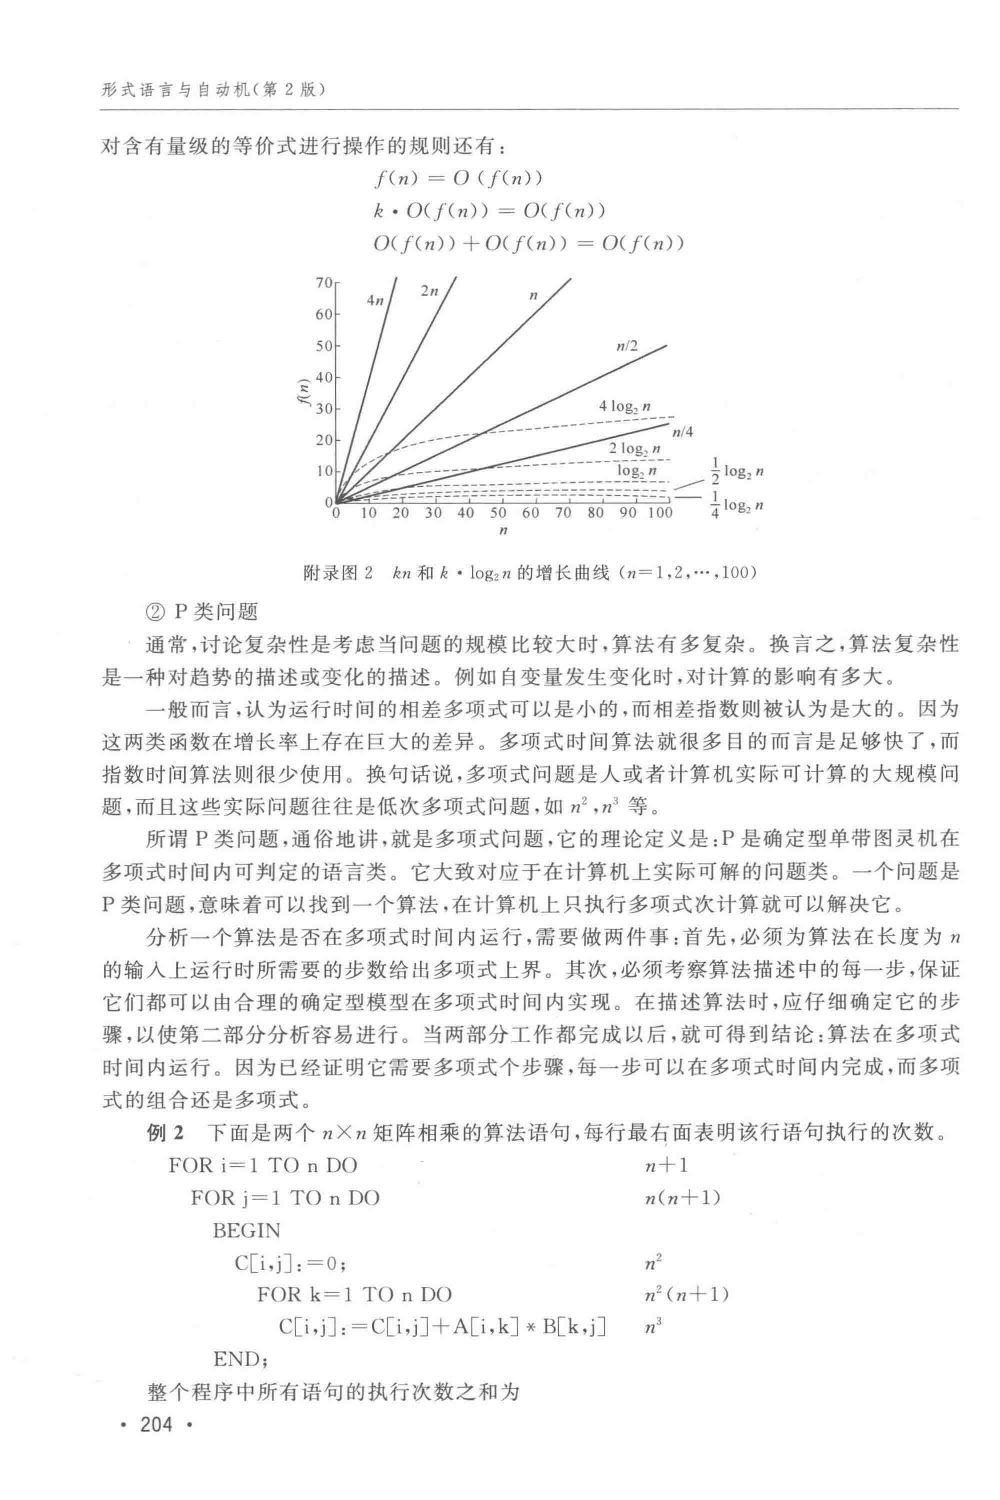 形式语言与自动机(第 2 版)
对含有量级的等价式进行操作的规则还有:
f(n) = O (f(n))
k · O(f(n)) = O(f(n))
O(f(n)) + O(f(n)) = O(f(n))
70
60
50
40
30
20
10
0
f(n)
4n
2n
n
n/2
4 log₂ n
n/4
2 log₂ n
log₂ n
1/2 log₂ n
1/4 log₂ n
0 10 20 30 40 50 60 70 80 90 100
n
附录图 2 kn 和 k · log₂n 的增长曲线 (n=1,2,…,100)
② P 类问题
通常,讨论复杂性是考虑当问题的规模比较大时,算法有多复杂。换言之,算法复杂性
是一种对趋势的描述或变化的描述。例如自变量发生变化时,对计算的影响有多大。
一般而言,认为运行时间的相差多项式可以是小的,而相差指数则被认为是大的。因为
这两类函数在增长率上存在巨大的差异。多项式时间算法就很多目的而言是足够快了,而
指数时间算法则很少使用。换句话说,多项式问题是人或者计算机实际可计算的大规模问
题,而且这些实际问题往往是低次多项式问题,如 n²,n³ 等。
所谓 P 类问题,通俗地讲,就是多项式问题,它的理论定义是:P 是确定型单带图灵机在
多项式时间内可判定的语言类。它大致对应于在计算机上实际可解的问题类。一个问题是
P 类问题,意味着可以找到一个算法,在计算机上只执行多项式次计算就可以解决它。
分析一个算法是否在多项式时间内运行,需要做两件事:首先,必须为算法在长度为 n
的输入上运行时所需要的步数给出多项式上界。其次,必须考察算法描述中的每一步,保证
它们都可以由合理的确定型模型在多项式时间内实现。在描述算法时,应仔细确定它的步
骤,以使第二部分分析容易进行。当两部分工作都完成以后,就可得到结论:算法在多项式
时间内运行。因为已经证明它需要多项式个步骤,每一步可以在多项式时间内完成,而多项
式的组合还是多项式。
例 2 下面是两个 n×n 矩阵相乘的算法语句,每行最右面表明该行语句执行的次数。
FOR i=1 TO n DO n+1
FOR j=1 TO n DO n(n+1)
BEGIN
C[i,j]:=0; n²
FOR k=1 TO n DO n²(n+1)
C[i,j]:=C[i,j]+A[i,k] * B[k,j] n³
END;
整个程序中所有语句的执行次数之和为
· 204 ·